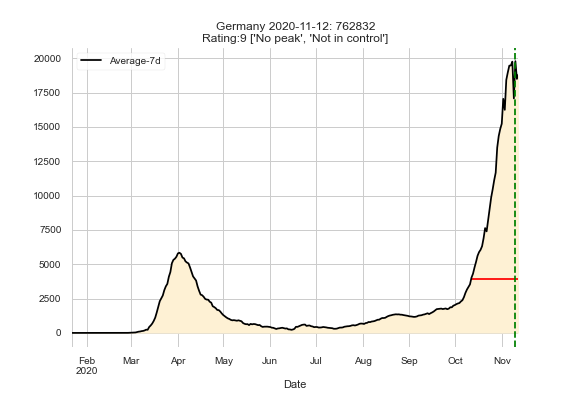 Germany 2020-11-12: 762832
Rating:9 ['No peak', 'Not in control']
Average-7d
20000
17500
15000
12500
10000
7500
5000
2500
0
Feb Mar Apr May Jun Jul Aug Sep Oct Nov
2020
Date